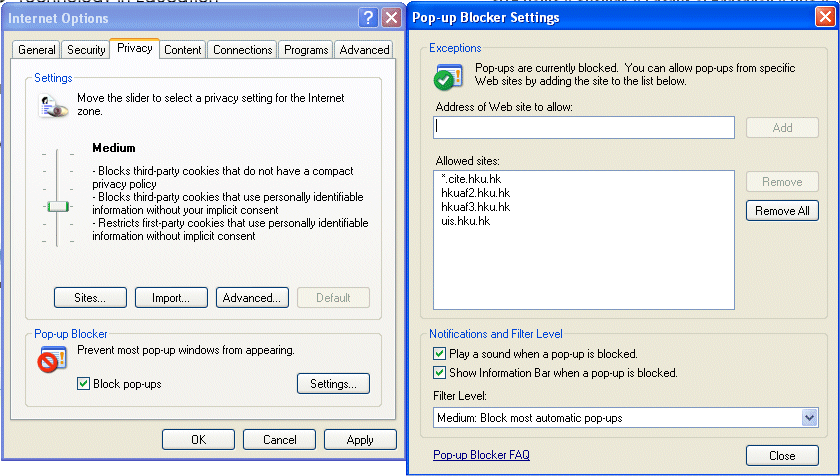 Technology in Education
Internet Options
General
Security
Privacy
Content
Connections
Programs
Advanced
Settings
Move the slider to select a privacy setting for the Internet
zone.
Medium
- Blocks third-party cookies that do not have a compact
privacy policy
- Blocks third-party cookies that use personally identifiable
information without your implicit consent
- Restricts first-party cookies that use personally identifiable
information without implicit consent
Sites...
Import...
Advanced...
Default
Pop-up Blocker
Prevent most pop-up windows from appearing.
Block pop-ups
Settings...
OK
Cancel
Apply
Pop-up Blocker Settings
Exceptions
Pop-ups are currently blocked. You can allow pop-ups from specific
Web sites by adding the site to the list below.
Address of Web site to allow:
Add
Allowed sites:
*.cite.hku.hk
hkuaf2.hku.hk
hkuaf3.hku.hk
uis.hku.hk
Remove
Remove All
Notifications and Filter Level
Play a sound when a pop-up is blocked.
Show Information Bar when a pop-up is blocked.
Filter Level:
Medium: Block most automatic pop-ups
Pop-up Blocker FAQ
Close